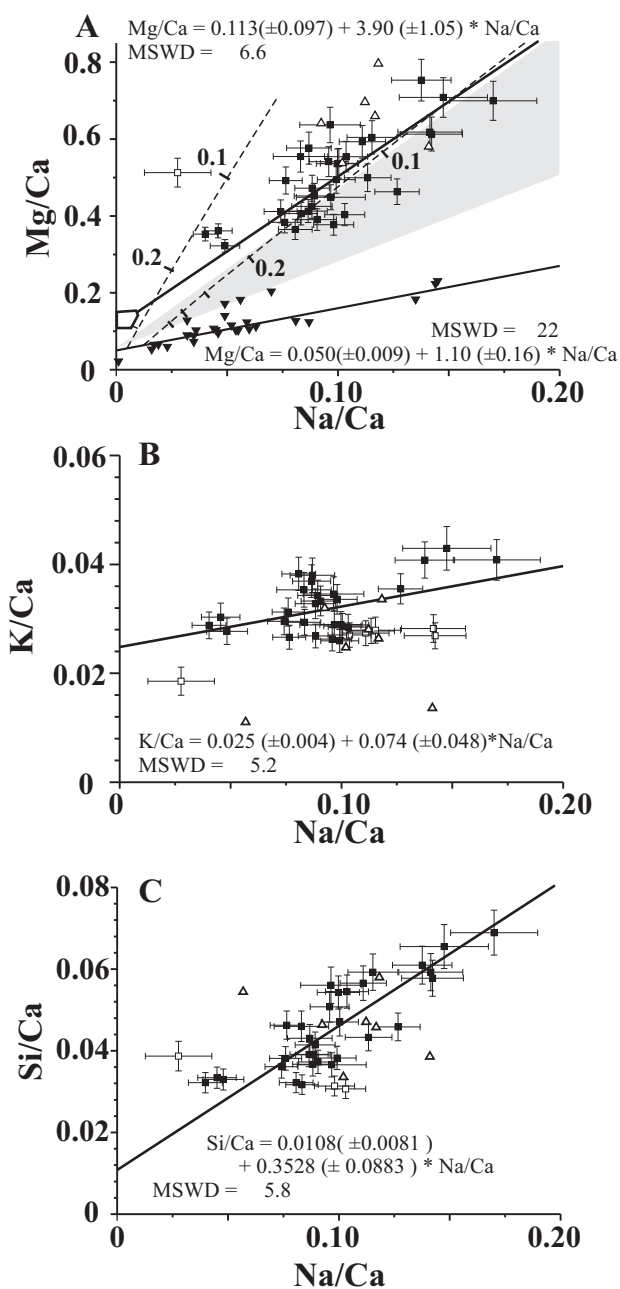 A
Mg/Ca = 0.113(±0.097) + 3.90 (±1.05) * Na/Ca
MSWD = 6.6
0.8
0.6
0.4
0.2
0
Mg/Ca
0.1
0.2
0.1
0.2
MSWD = 22
Mg/Ca = 0.050(±0.009) + 1.10 (±0.16) * Na/Ca
0
0.10
0.20
Na/Ca
B
0.06
0.04
0.02
0
K/Ca
K/Ca = 0.025 (±0.004) + 0.074 (±0.048)*Na/Ca
MSWD = 5.2
0
0.10
0.20
Na/Ca
C
0.08
0.06
0.04
0.02
0
Si/Ca
Si/Ca = 0.0108( ±0.0081 )
+ 0.3528 (± 0.0883 ) * Na/Ca
MSWD = 5.8
0
0.10
0.20
Na/Ca